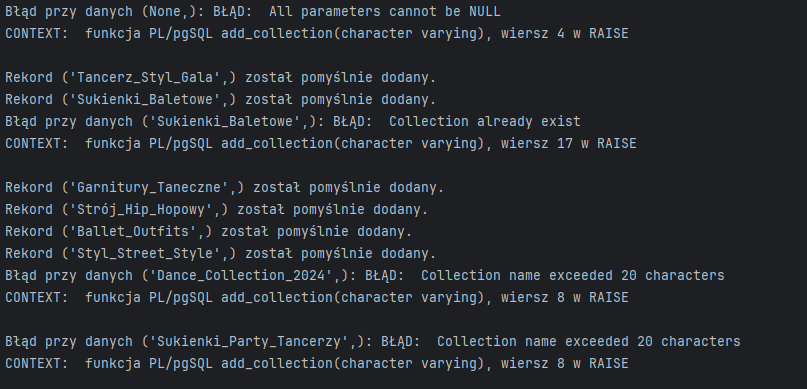 Błąd przy danych (None,): BŁĄD:  All parameters cannot be NULL
CONTEXT:  funkcja PL/pgSQL add_collection(character varying), wiersz 4 w RAISE
Rekord ('Tancerz_Styl_Gala',) został pomyślnie dodany.
Rekord ('Sukienki_Baletowe',) został pomyślnie dodany.
Błąd przy danych ('Sukienki_Baletowe',): BŁĄD:  Collection already exist
CONTEXT:  funkcja PL/pgSQL add_collection(character varying), wiersz 17 w RAISE
Rekord ('Garnitury_Taneczne',) został pomyślnie dodany.
Rekord ('Strój_Hip_Hopowy',) został pomyślnie dodany.
Rekord ('Ballet_Outfits',) został pomyślnie dodany.
Rekord ('Styl_Street_Style',) został pomyślnie dodany.
Błąd przy danych ('Dance_Collection_2024',): BŁĄD:  Collection name exceeded 20 characters
CONTEXT:  funkcja PL/pgSQL add_collection(character varying), wiersz 8 w RAISE
Błąd przy danych ('Sukienki_Party_Tancerzy',): BŁĄD:  Collection name exceeded 20 characters
CONTEXT:  funkcja PL/pgSQL add_collection(character varying), wiersz 8 w RAISE